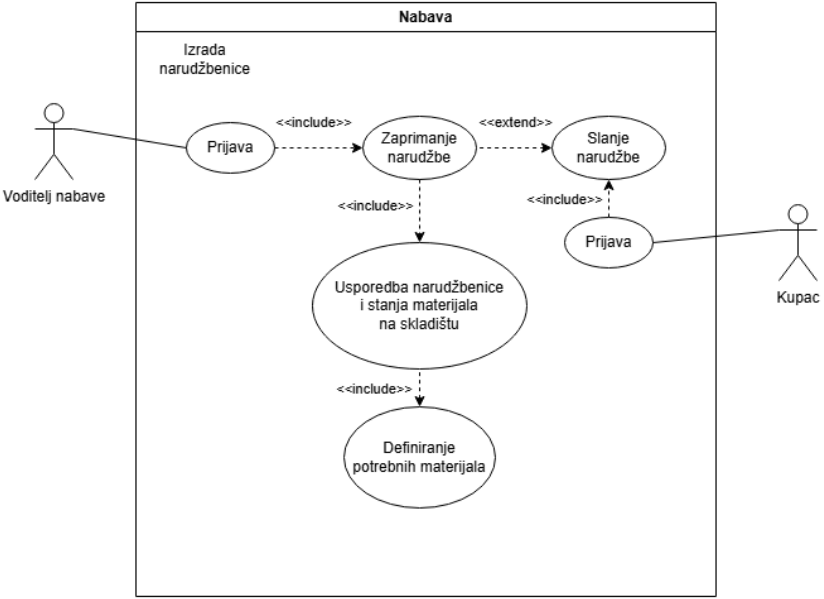 Nabava
Izrada
narudžbenice
<<include>>
<<extend>>
Prijava
Zaprimanje
narudžbe
Slanje
narudžbe
Voditelj nabave
<<include>>
<<include>>
Prijava
Kupac
Usporedba narudžbenice
i stanja materijala
na skladištu
<<include>>
Definiranje
potrebnih materijala